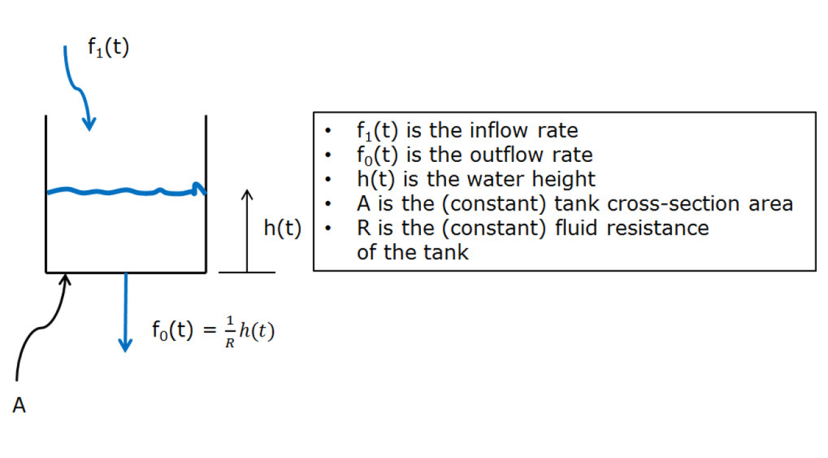 f₁(t)
• f₁(t) is the inflow rate
• f₀(t) is the outflow rate
• h(t) is the water height
• A is the (constant) tank cross-section area
• R is the (constant) fluid resistance
of the tank
h(t)
f₀(t) = 1/R h(t)
A